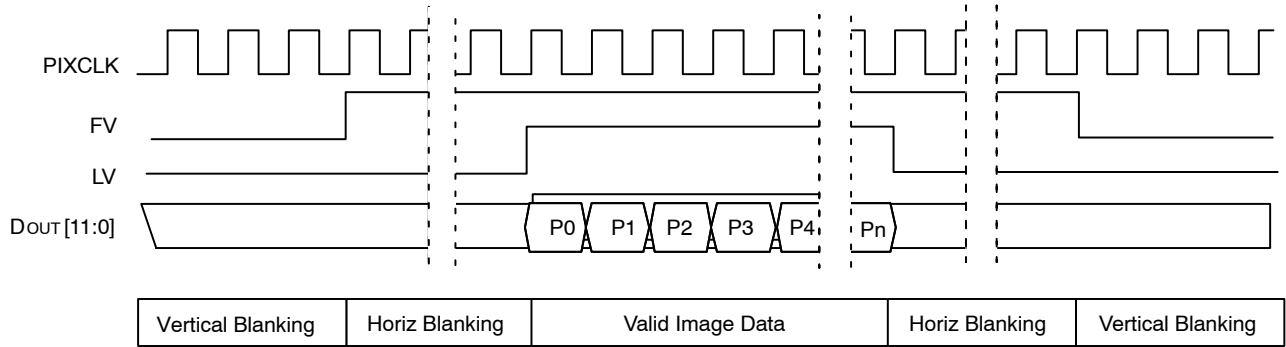 PIXCLK
FV
LV
DOUT[11:0]
P0 P1 P2 P3 P4 Pn
Vertical Blanking Horiz Blanking Valid Image Data Horiz Blanking Vertical Blanking